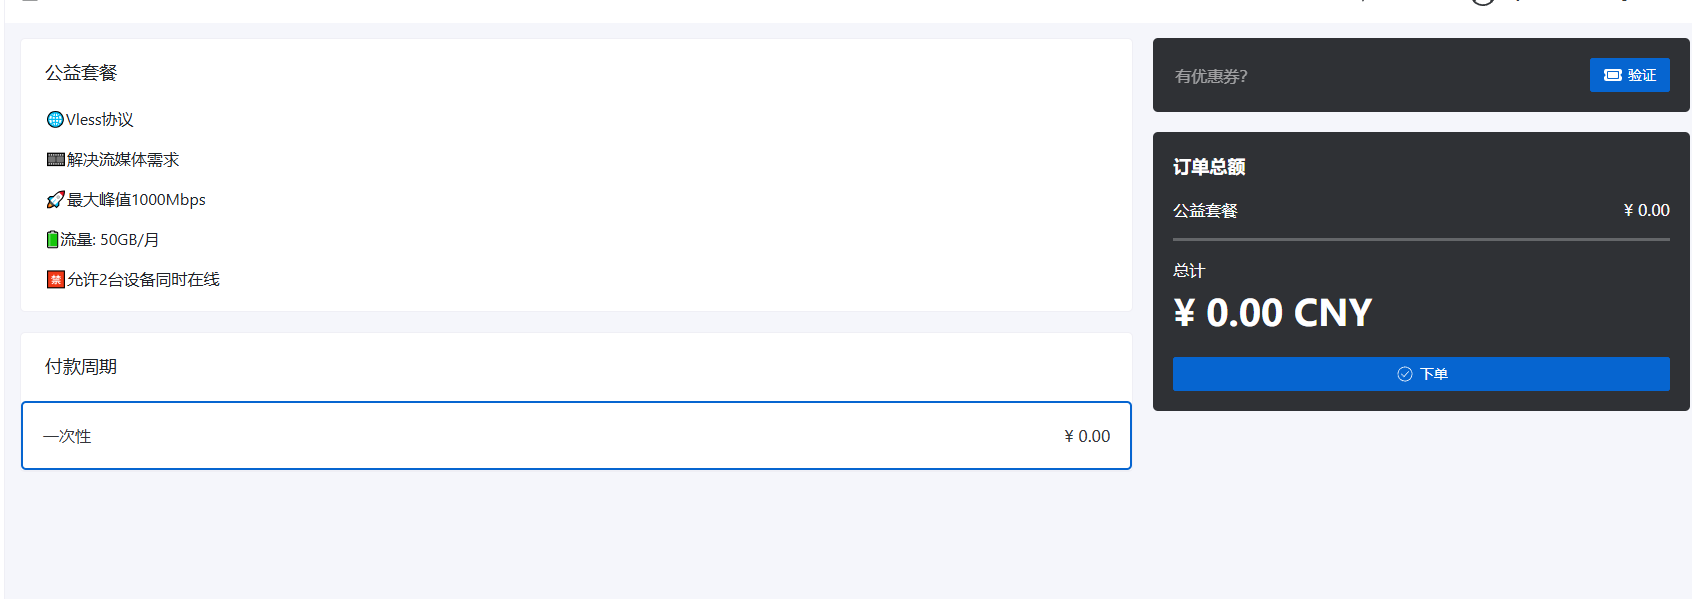 公益套餐
Vless协议
解决流媒体需求
最大峰值1000Mbps
流量: 50GB/月
禁允许2台设备同时在线
付款周期
一次性
¥ 0.00
有优惠券?
验证
订单总额
公益套餐
¥ 0.00
总计
¥ 0.00 CNY
下单